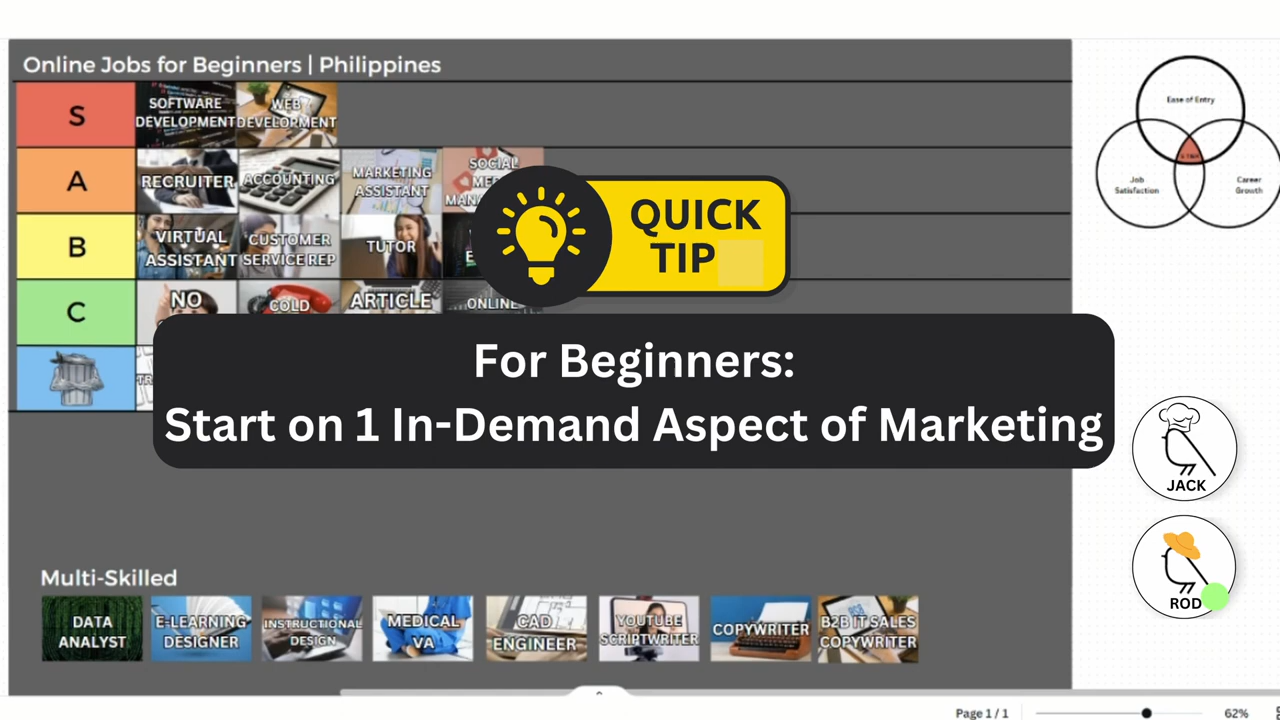 Online Jobs for Beginners | Philippines
S
SOFTWARE
DEVELOPMENT
WEB
DEVELOPMENT
A
RECRUITER
ACCOUNTING
MARKETING
ASSISTANT
SOCIAL
B
VIRTUAL
ASSISTANT
CUSTOMER
SERVICE REP
TUTOR
C
NO
COLD
ARTICLE
ONLINE
QUICK
TIP
For Beginners:
Start on 1 In-Demand Aspect of Marketing
Ease of Entry
Job
Satisfaction
Career
Growth
JACK
ROD
Multi-Skilled
DATA
ANALYST
E-LEARNING
DESIGNER
INSTRUCTIONAL
DESIGN
MEDICAL
VA
CAD
ENGINEER
YOUTUBE
SCRIPTWRITER
COPYWRITER
B2B IT SALES
COPYWRITER
Page 1 / 1
62%